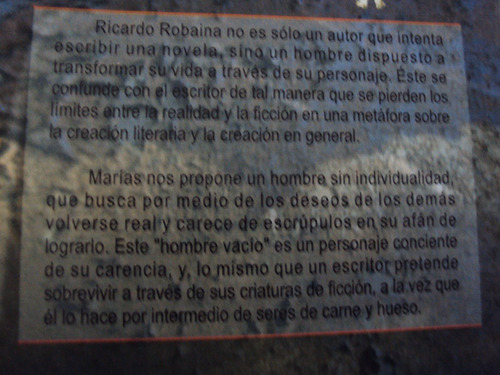 Ricardo Robaina no es sólo un autor que intenta
escribir una novela, sino un hombre dispuesto a
transformar su vida a través de su personaje. Éste se
confunde con el escritor de tal manera que se pierden los
límites entre la realidad y la ficción en una metáfora sobre
la creación literaria y la creación en general.
Marías nos propone un hombre sin individualidad,
que busca por medio de los deseos de los demás
volverse real y carece de escrúpulos en su afán de
lograrlo. Este "hombre vacío" es un personaje conciente
de su carencia, y, lo mismo que un escritor pretende
sobrevivir a través de sus criaturas de ficción, a la vez que
él lo hace por intermedio de seres de carne y hueso.